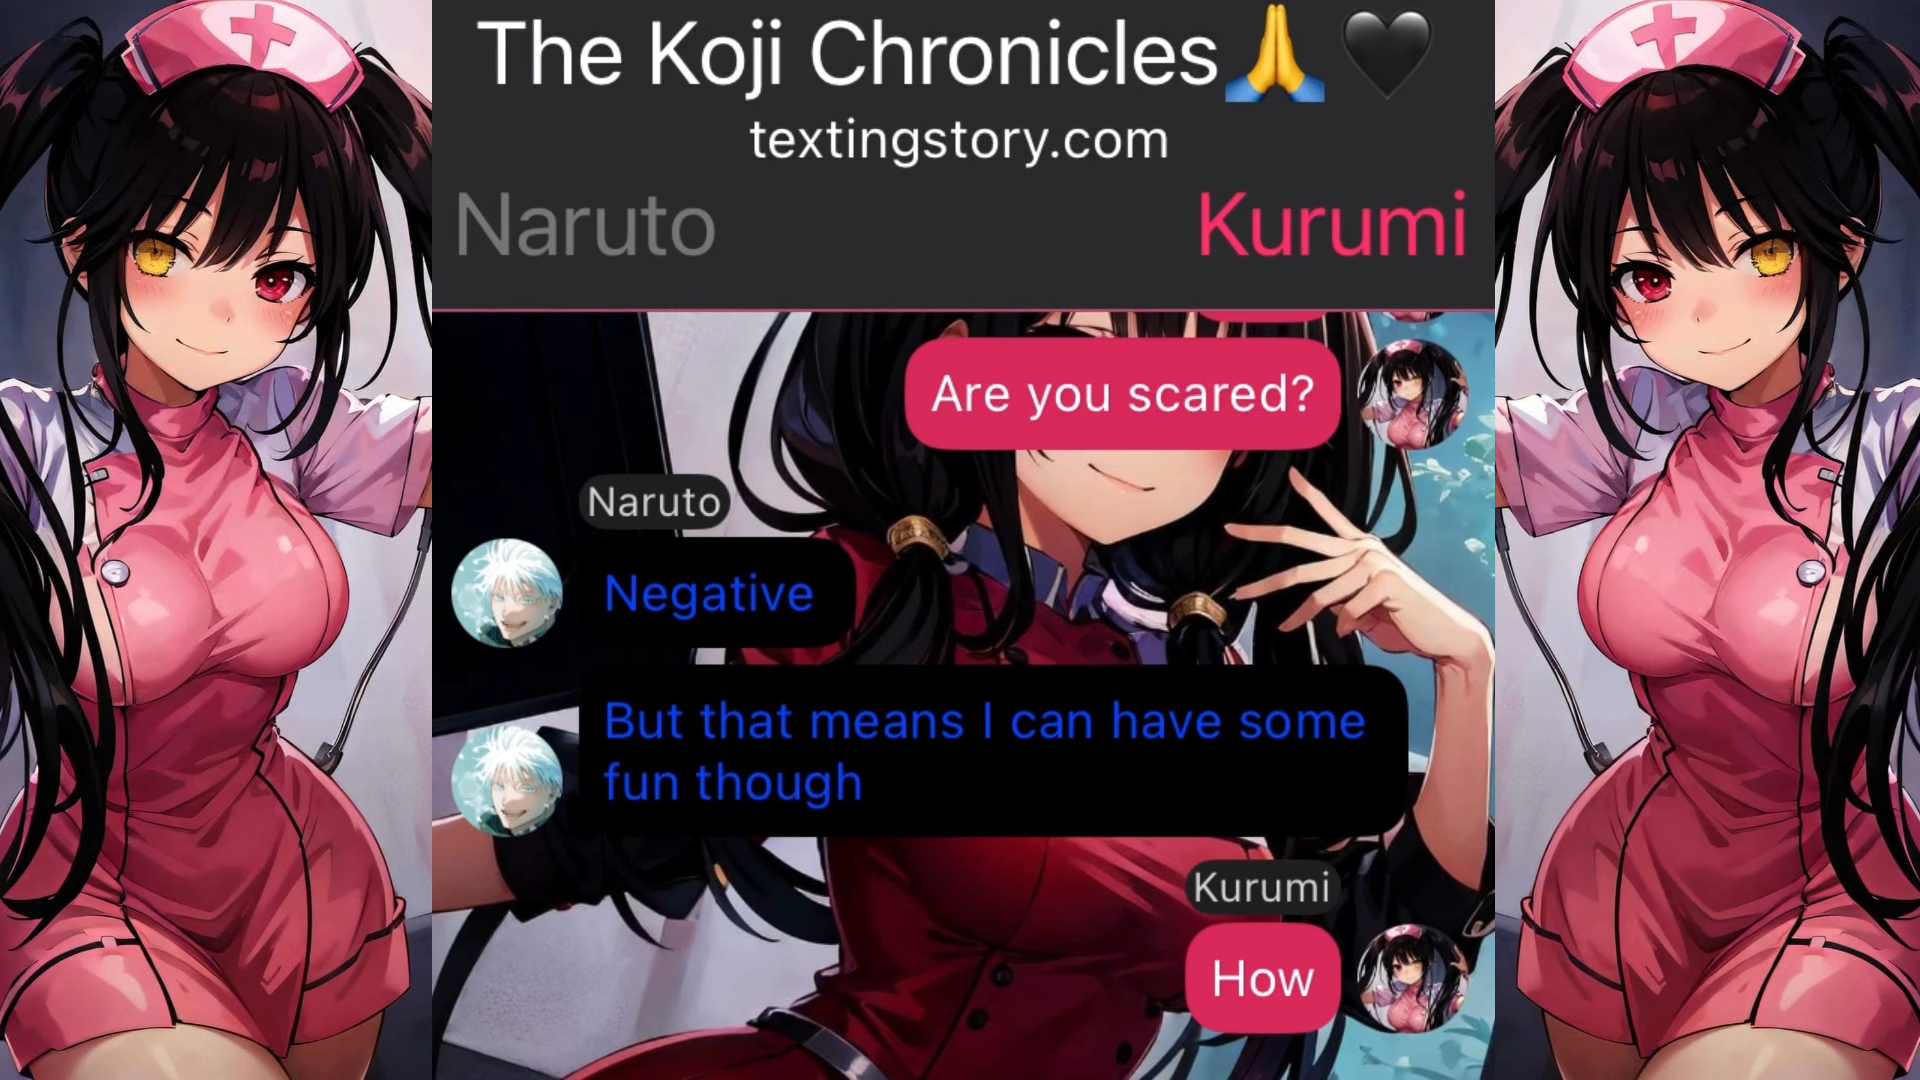 The Koji Chronicles🙏🖤
textingstory.com
Naruto
Kurumi
Are you scared?
Naruto
Negative
But that means I can have some
fun though
Kurumi
How